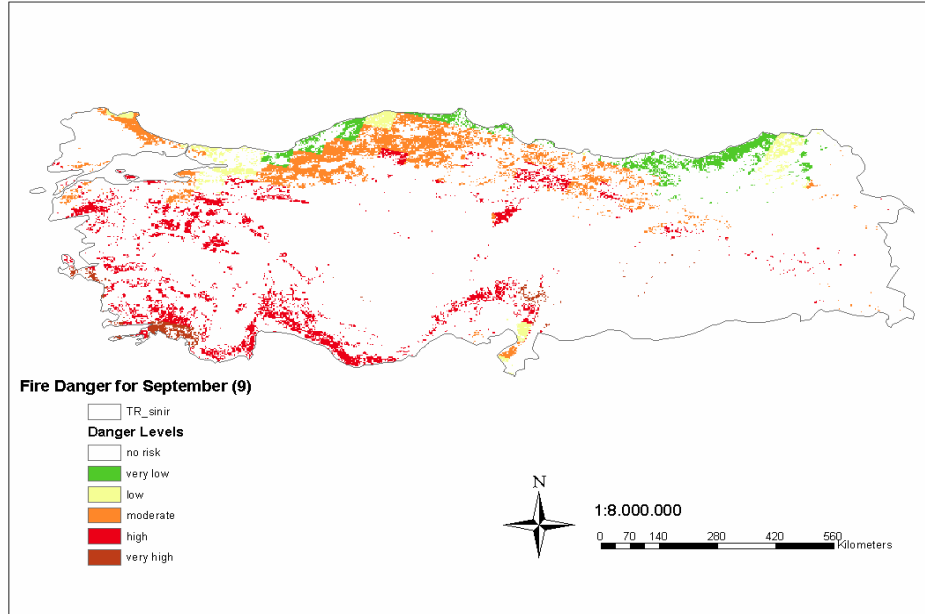 Fire Danger for September (9)
TR_sinir
Danger Levels
no risk
very low
low
moderate
high
very high
N
1:8.000.000
0 70 140 280 420 560
Kilometers